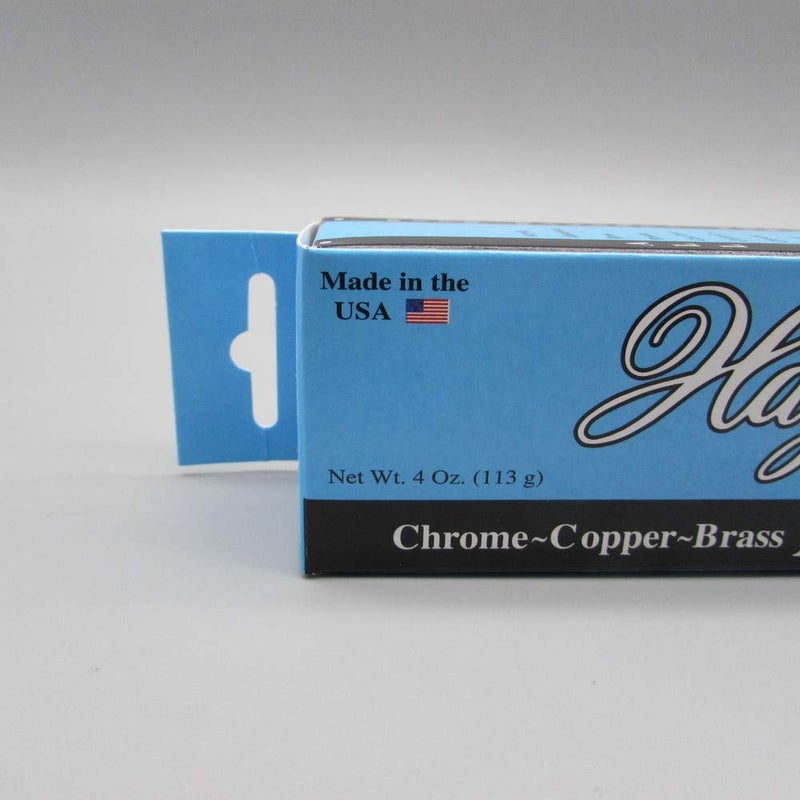 Made in the
USA
Net Wt. 4 Oz. (113 g)
Chrome~Copper~Brass